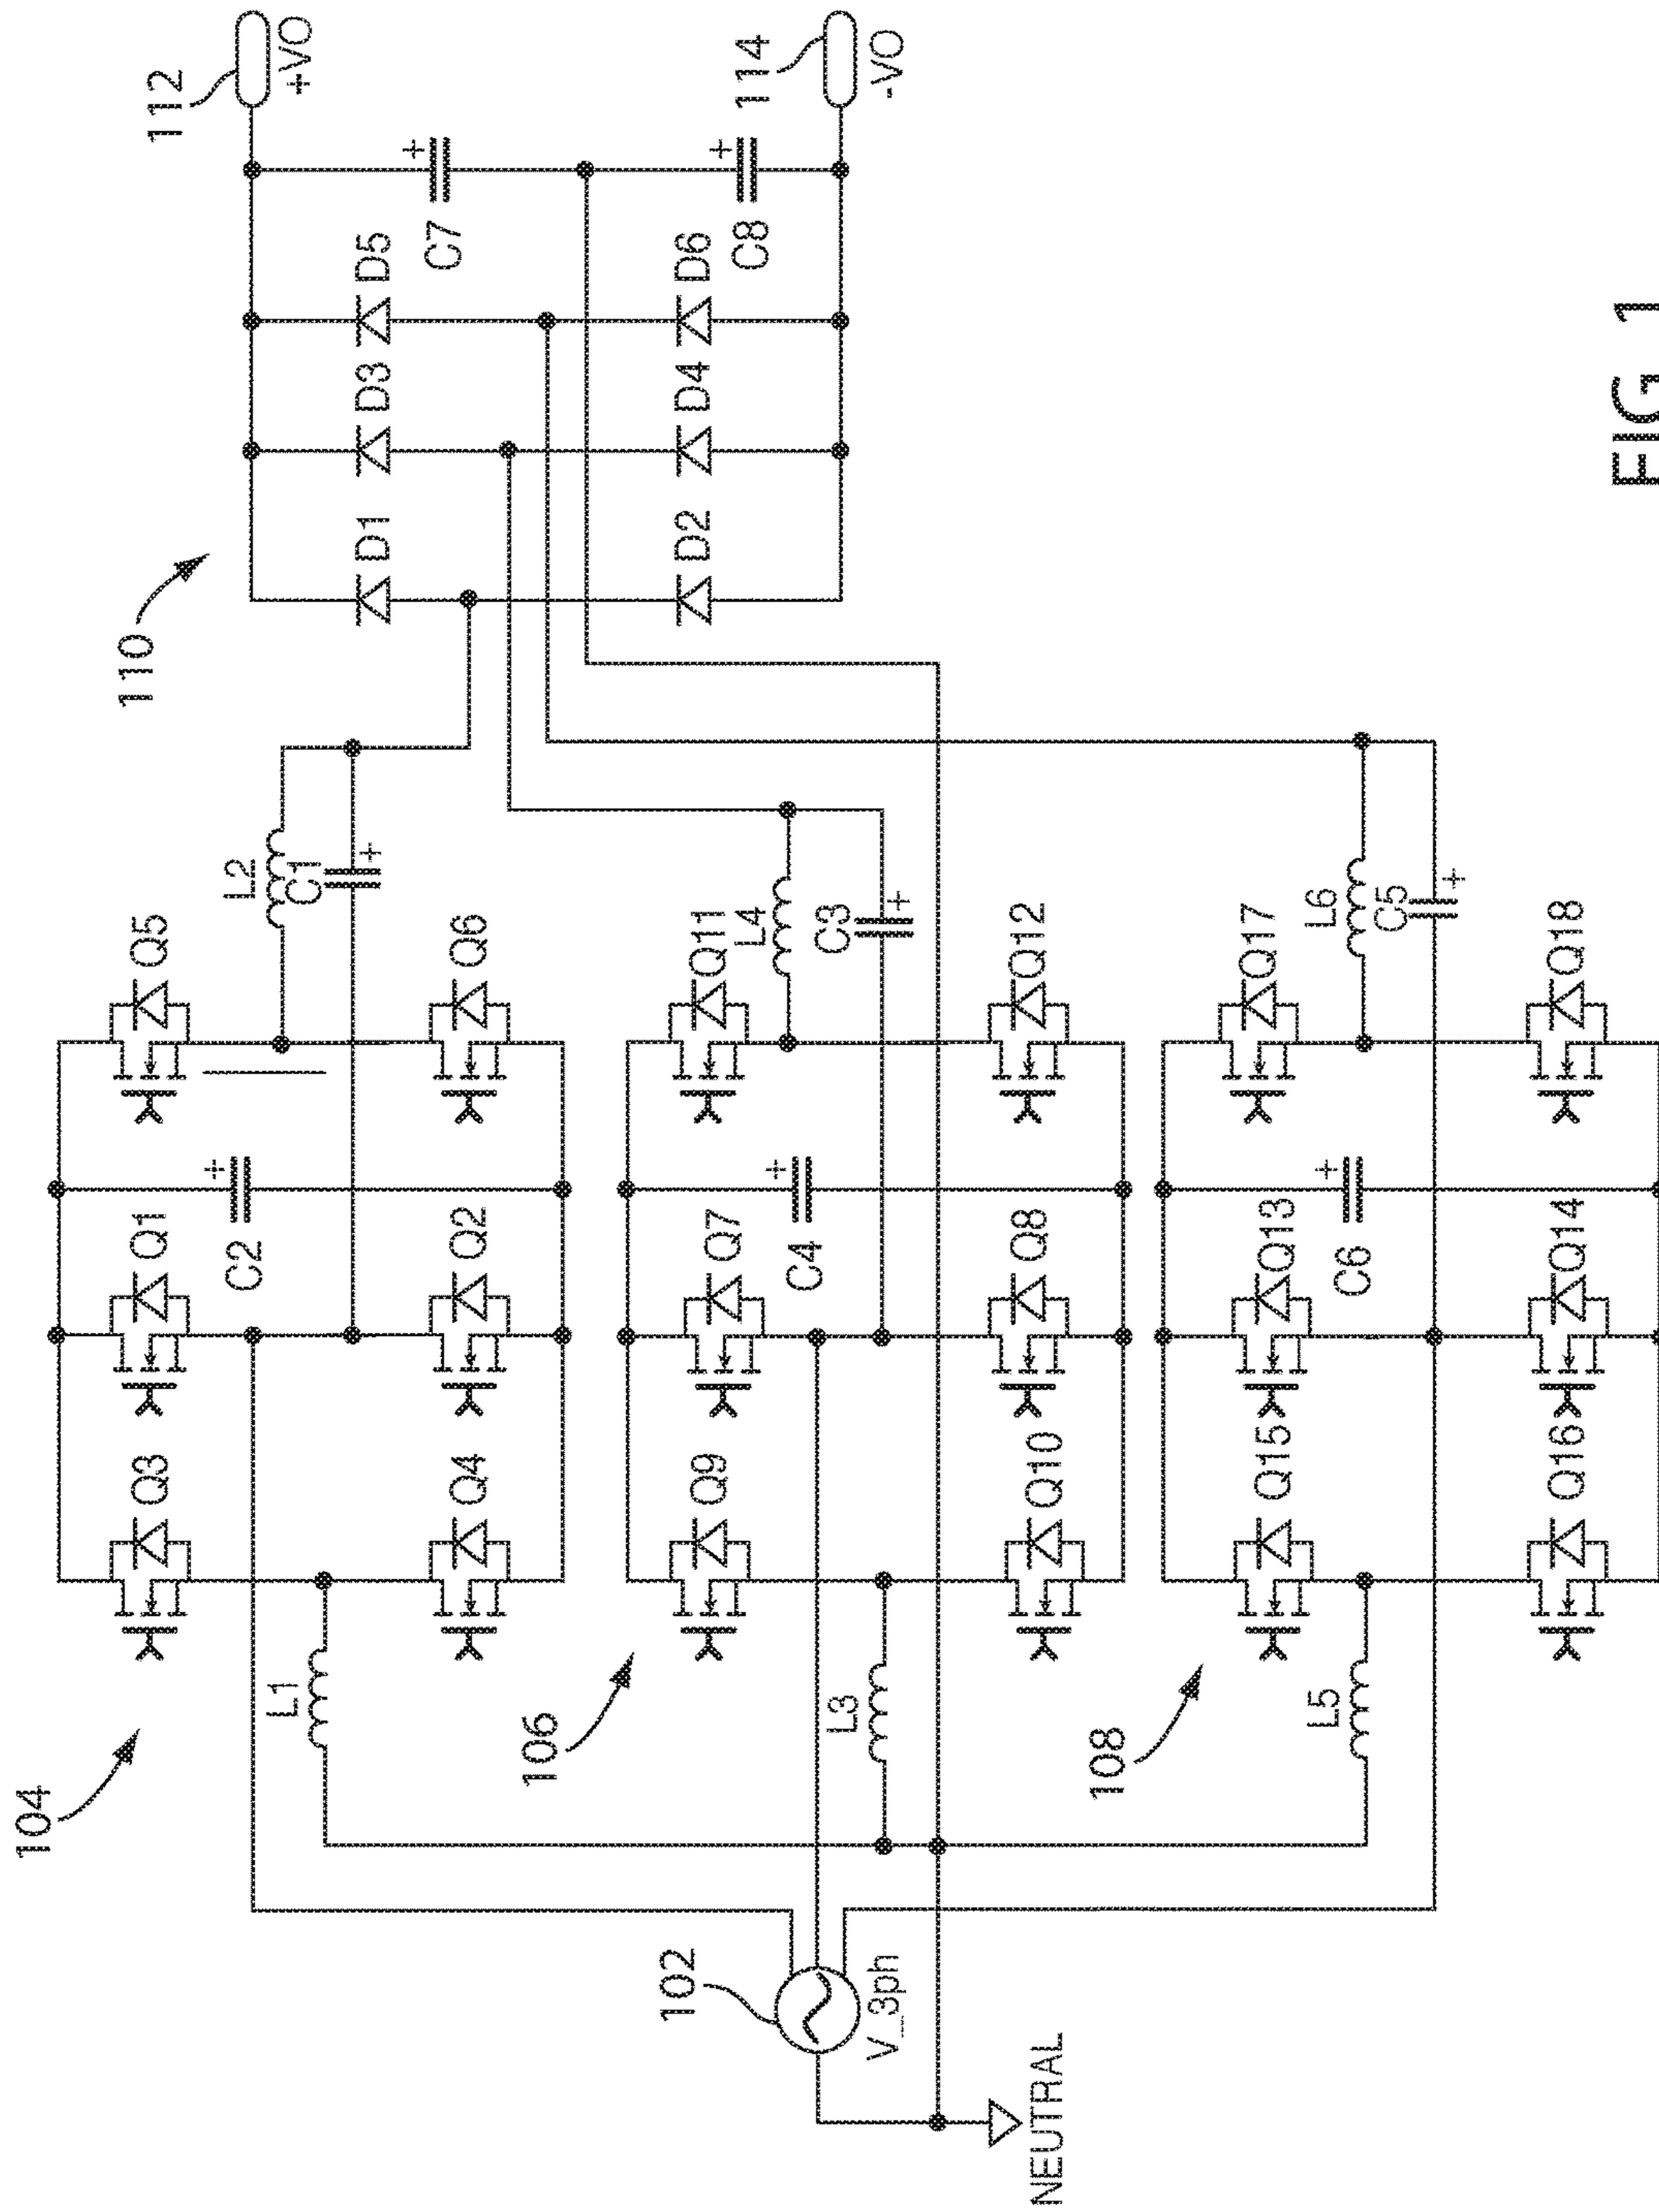 104
L1
Q3
Q4
Q1
Q2
C2
Q5
Q6
L2
C1
+
+
110
D1
D2
D3
D4
D5
D6
C7
C8
+
+
112
+VO
114
-VO
102
V_3ph
NEUTRAL
106
L3
Q9
Q10
Q7
Q8
C4
+
Q11
Q12
L4
C3
+
108
L5
Q15
Q16
Q13
Q14
C6
+
Q17
Q18
L6
C5
+
FIG. 1